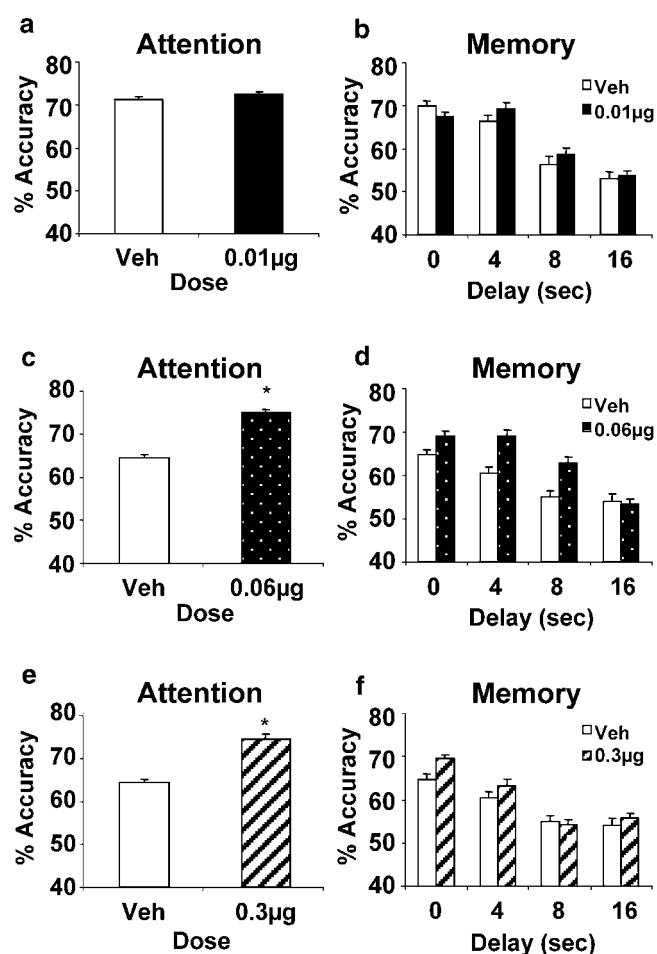 a
Attention
% Accuracy
80
70
60
50
40
Veh 0.01µg
Dose
b
Memory
% Accuracy
80
70
60
50
40
Veh
0.01µg
0 4 8 16
Delay (sec)
c
Attention
% Accuracy
80
70
60
50
40
*
Veh 0.06µg
Dose
d
Memory
% Accuracy
80
70
60
50
40
Veh
0.06µg
0 4 8 16
Delay (sec)
e
Attention
% Accuracy
80
70
60
50
40
*
Veh 0.3µg
Dose
f
Memory
% Accuracy
80
70
60
50
40
Veh
0.3µg
0 4 8 16
Delay (sec)